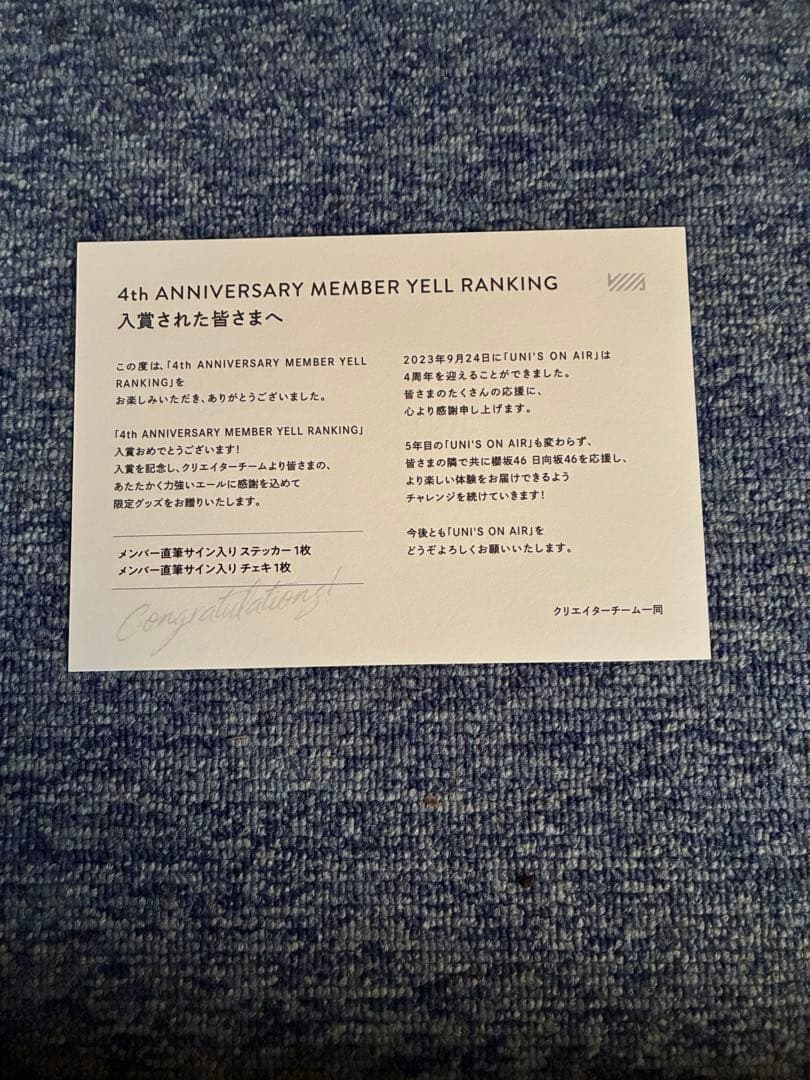 4th ANNIVERSARY MEMBER YELL RANKING
入賞された皆さまへ
この度は、「4th ANNIVERSARY MEMBER YELL
RANKING」を
お楽しみいただき、ありがとうございました。
「4th ANNIVERSARY MEMBER YELL RANKING」
入賞おめでとうございます!
入賞を記念し、クリエイターチームより皆さまの、
あたたかく力強いエールに感謝を込めて
限定グッズをお贈りいたします。
メンバー直筆サイン入り ステッカー 1枚
メンバー直筆サイン入り チェキ 1枚
Congratulations!
2023年9月24日に「UNI'S ON AIR」は
4周年を迎えることができました。
皆さまのたくさんの応援に、
心より感謝申し上げます。
5年目の「UNI'S ON AIR」も変わらず、
皆さまの隣で共に櫻坂46 日向坂46を応援し、
より楽しい体験をお届けできるよう
チャレンジを続けていきます!
今後とも「UNI'S ON AIR」を
どうぞよろしくお願いいたします。
クリエイターチーム一同